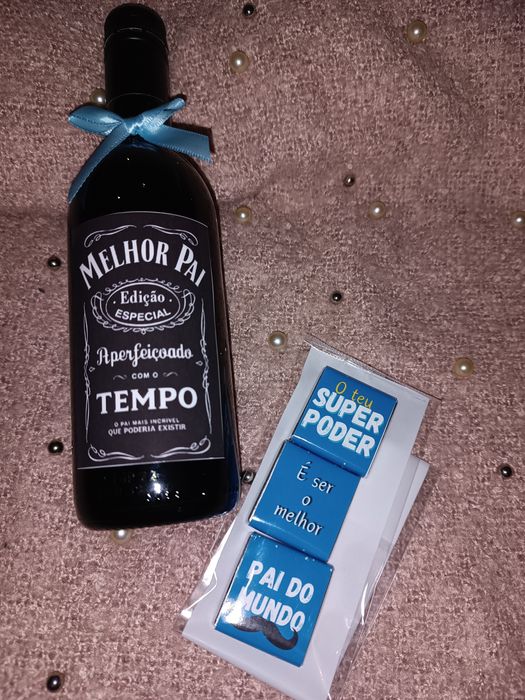 MELHOR PAI
Edição
ESPECIAL
Aperfeiçoado
COM O
TEMPO
O PAI MAIS INCRÍVEL
QUE PODERIA EXISTIR
O teu
SUPER
PODER
É ser
o
melhor
PAI DO
MUNDO